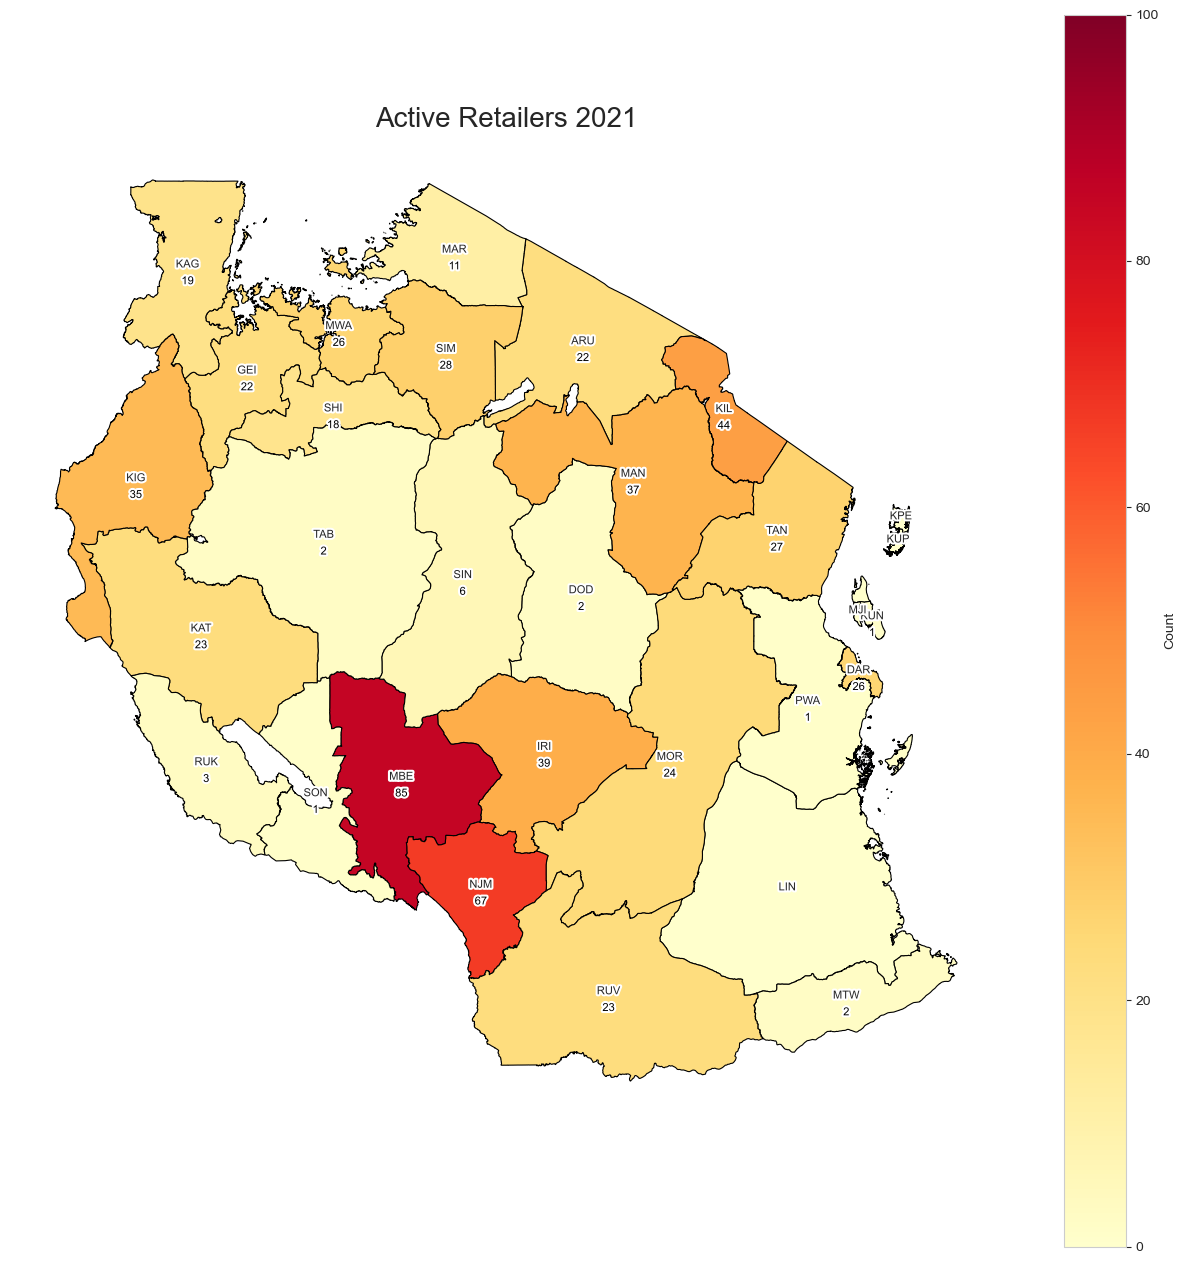 Active Retailers 2021
100
80
60
40
20
0
Count
MAR
11
KAG
19
MWA
26
SIM
28
ARU
22
GEI
22
SHI
18
KIL
44
KIG
35
MAN
37
TAB
2
TAN
27
KPE
KUP
SIN
6
DOD
2
MJI
KUN
1
KAT
23
DAR
26
PWA
1
RUK
3
MBE
85
IRI
39
MOR
24
SON
1
NJM
67
LIN
RUV
23
MTW
2